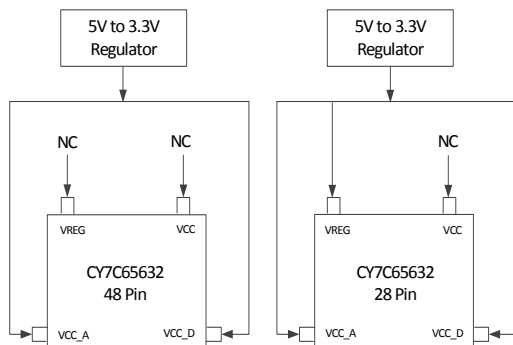 5V to 3.3V
Regulator
NC
NC
VREG
VCC
CY7C65632
48 Pin
VCC_A
VCC_D
5V to 3.3V
Regulator
NC
VREG
VCC
CY7C65632
28 Pin
VCC_A
VCC_D